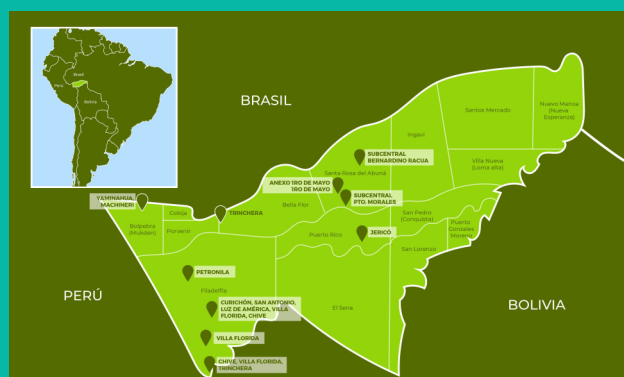 Brasil
Perú
Bolivia
BRASIL
Santos Mercado
Nuevo Manoa
(Nueva
Esperanza)
Ingavi
SUBCENTRAL
BERNARDINO RACUA
Villa Nueva
(Loma alta)
Santa Rosa del Abuná
ANEXO 1RO DE MAYO
1RO DE MAYO
SUBCENTRAL
PTO. MORALES
YAMINAHUA,
MACHINERI
Cobija
TRINCHERA
Bella Flor
San Pedro
(Conquista)
Puerto
Gonzales
Moreno
Bolpebra
(Mukden)
Porvenir
Puerto Rico
JERICÓ
San Lorenzo
PETRONILA
Filadelfia
PERÚ
CURICHÓN, SAN ANTONIO,
LUZ DE AMÉRICA, VILLA
FLORIDA, CHIVE
El Sena
BOLIVIA
VILLA FLORIDA
CHIVE, VILLA FLORIDA,
TRINCHERA